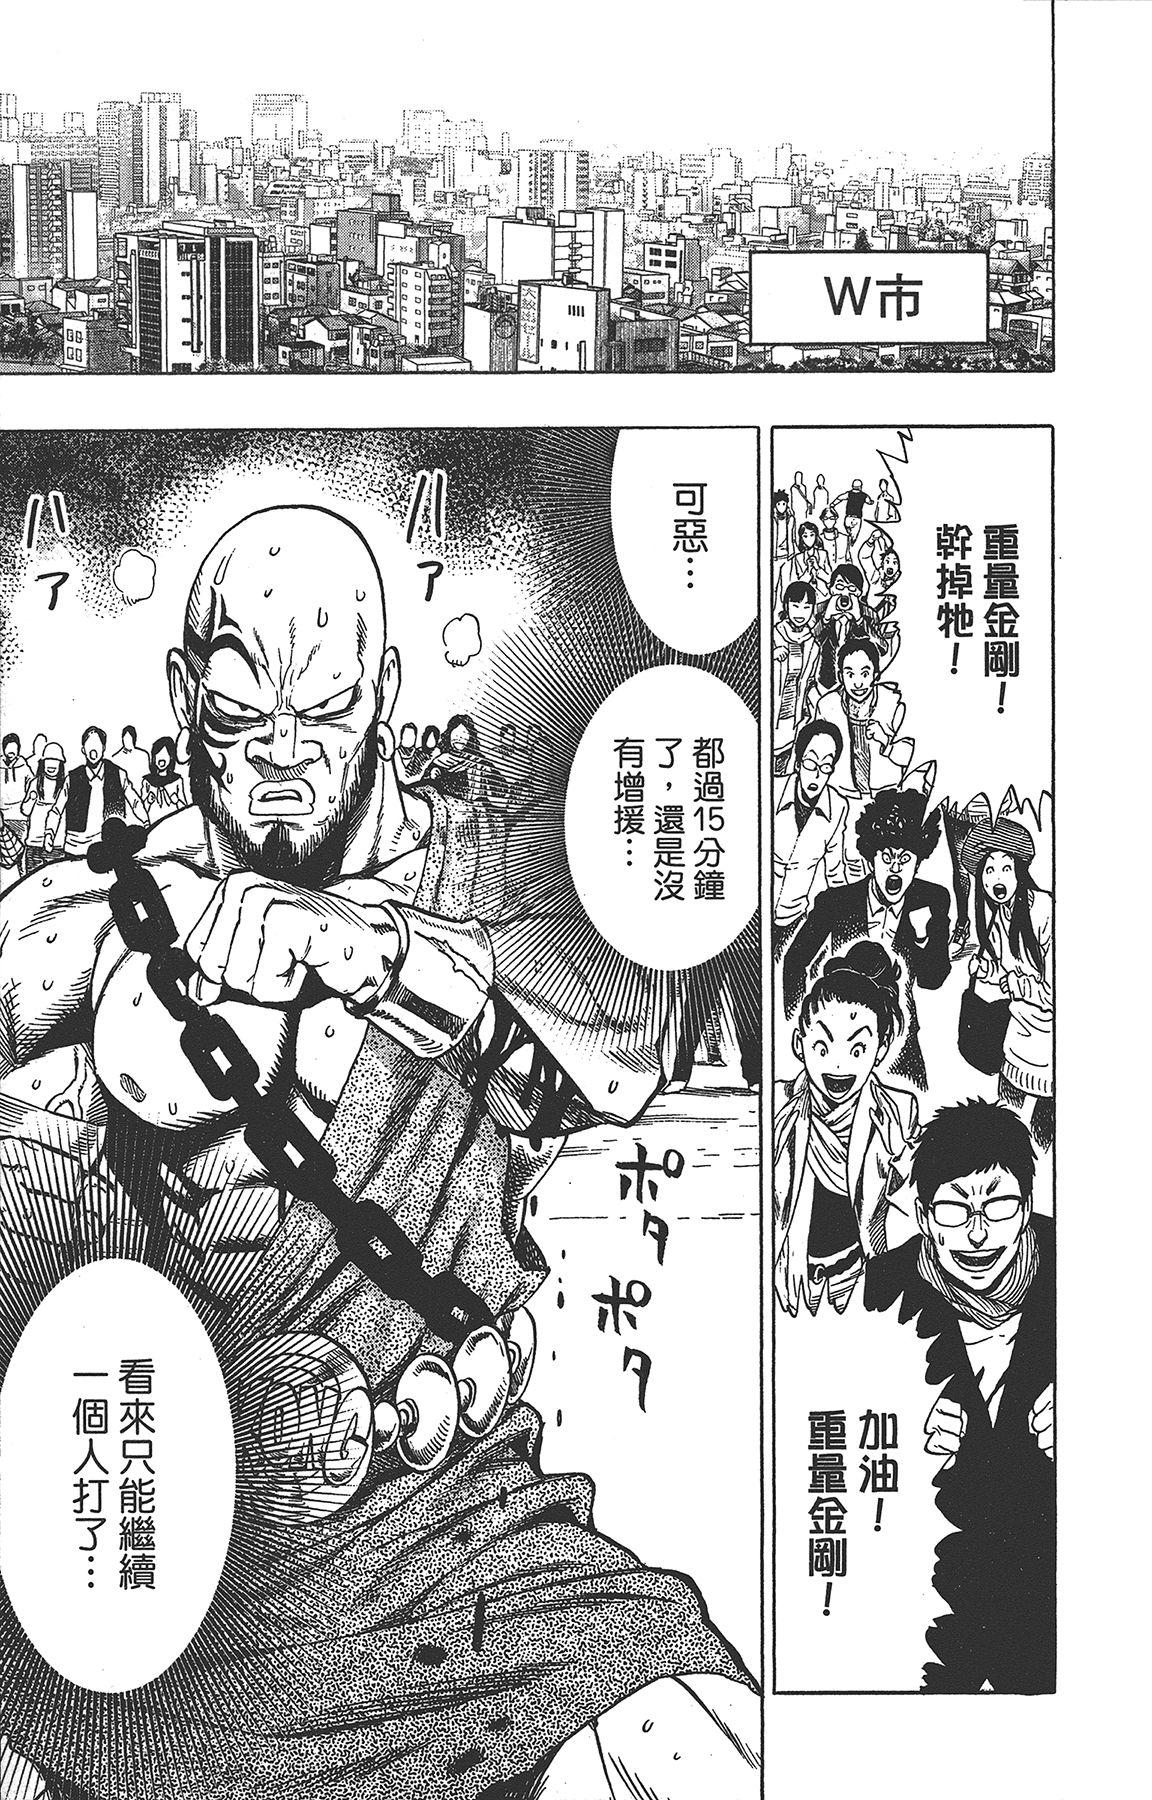 W市
重量金剛！
幹掉牠！
加油！
重量金剛！
可惡…
都過15分鐘
了，還是沒
有增援…
ハァ
ハァ
ポタ
ポタ
看來只能繼續
一個人打了…